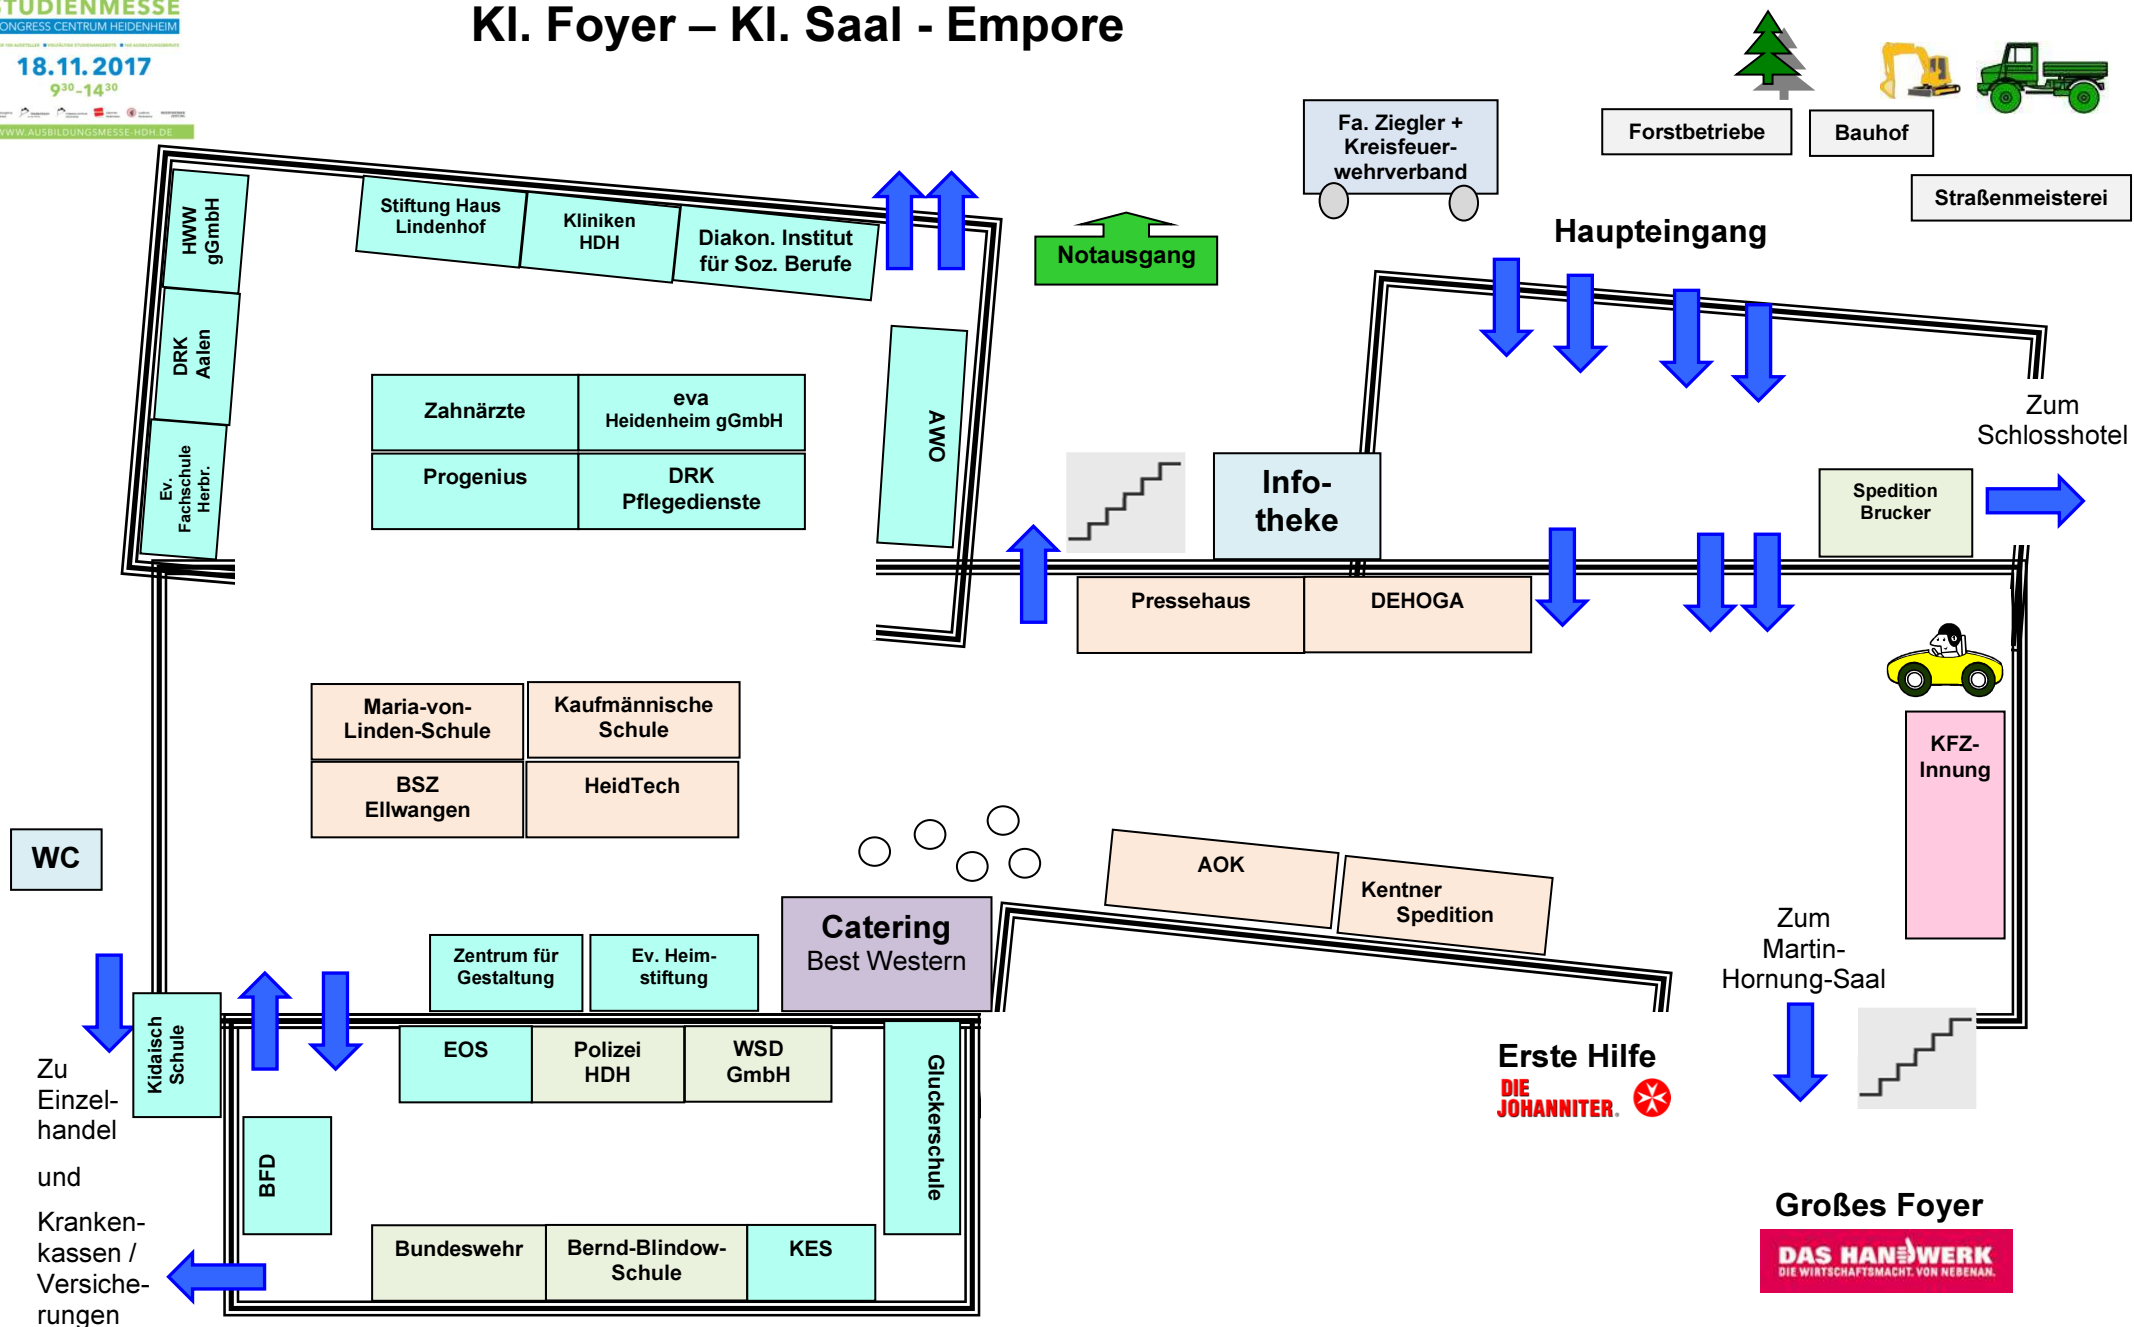 STUDIENMESSE
CONGRESS CENTRUM HEIDENHEIM
18.11.2017
9³⁰-14³⁰
WWW.AUSBILDUNGSMESSE-HDH.DE
Kl. Foyer – Kl. Saal - Empore
Fa. Ziegler +
Kreisfeuer-
wehrverband
Forstbetriebe
Bauhof
Straßenmeisterei
Haupteingang
Notausgang
HWW
gGmbH
Stiftung Haus
Lindenhof
Kliniken
HDH
Diakon. Institut
für Soz. Berufe
DRK
Aalen
Ev.
Fachschule
Herbr.
Zahnärzte
eva
Heidenheim gGmbH
Progenius
DRK
Pflegedienste
AWO
Info-
theke
Zum
Schlosshotel
Spedition
Brucker
Pressehaus
DEHOGA
Maria-von-
Linden-Schule
Kaufmännische
Schule
BSZ
Ellwangen
HeidTech
KFZ-
Innung
WC
AOK
Kentner
Spedition
Catering
Best Western
Zentrum für
Gestaltung
Ev. Heim-
stiftung
Zum
Martin-
Hornung-Saal
Kidaisch
Schule
EOS
Polizei
HDH
WSD
GmbH
Gluckerschule
Erste Hilfe
DIE
JOHANNITER.
Zu
Einzel-
handel
und
Kranken-
kassen /
Versiche-
rungen
BFD
Bundeswehr
Bernd-Blindow-
Schule
KES
Großes Foyer
DAS HANDWERK
DIE WIRTSCHAFTSMACHT. VON NEBENAN.